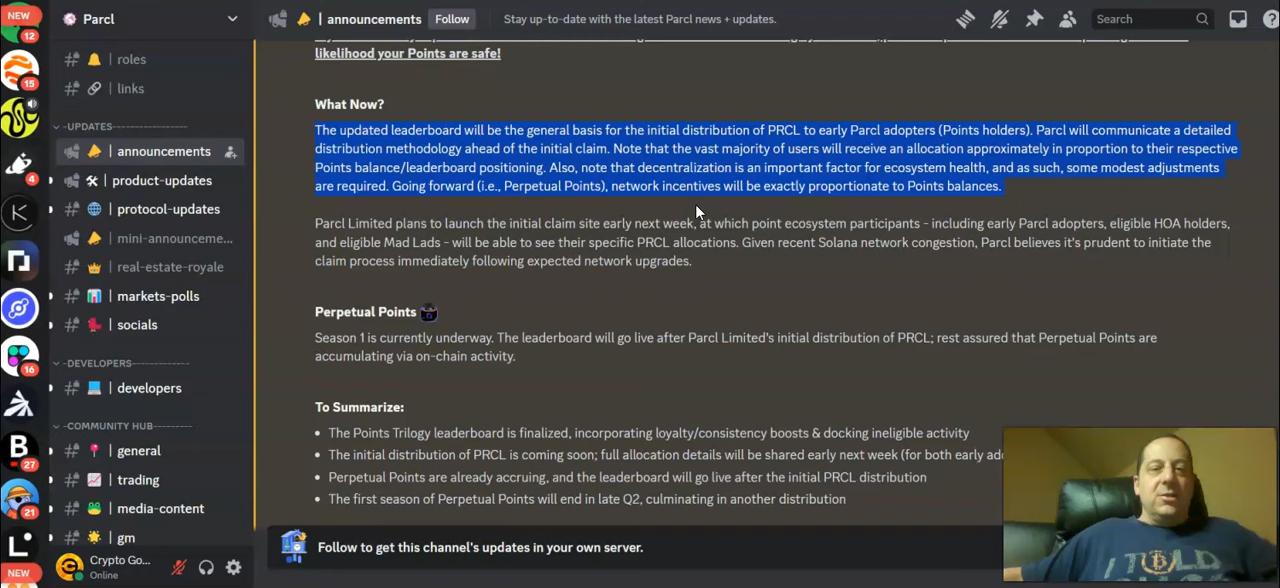 NEW
12
15
4
16
27
21
NEW
Parcl
# | roles
# | links
-UPDATES
| announcements
| product-updates
# | protocol-updates
| mini-announceme...
# | real-estate-royale
# | markets-polls
# | socials
-DEVELOPERS
# | developers
-COMMUNITY HUB
# | general
# | trading
# | media-content
# | gm
Crypto Go...
Online
| announcements
Follow
Stay up-to-date with the latest Parcl news + updates.
Search
likelihood your Points are safe!
What Now?
The updated leaderboard will be the general basis for the initial distribution of PRCL to early Parcl adopters (Points holders). Parcl will communicate a detailed
distribution methodology ahead of the initial claim. Note that the vast majority of users will receive an allocation approximately in proportion to their respective
Points balance/leaderboard positioning. Also, note that decentralization is an important factor for ecosystem health, and as such, some modest adjustments
are required. Going forward (i.e., Perpetual Points), network incentives will be exactly proportionate to Points balances.
Parcl Limited plans to launch the initial claim site early next week, at which point ecosystem participants - including early Parcl adopters, eligible HOA holders,
and eligible Mad Lads - will be able to see their specific PRCL allocations. Given recent Solana network congestion, Parcl believes it's prudent to initiate the
claim process immediately following expected network upgrades.
Perpetual Points
Season 1 is currently underway. The leaderboard will go live after Parcl Limited's initial distribution of PRCL; rest assured that Perpetual Points are
accumulating via on-chain activity.
To Summarize:
• The Points Trilogy leaderboard is finalized, incorporating loyalty/consistency boosts & docking ineligible activity
• The initial distribution of PRCL is coming soon; full allocation details will be shared early next week (for both early ad
• Perpetual Points are already accruing, and the leaderboard will go live after the initial PRCL distribution
• The first season of Perpetual Points will end in late Q2, culminating in another distribution
Follow to get this channel's updates in your own server.